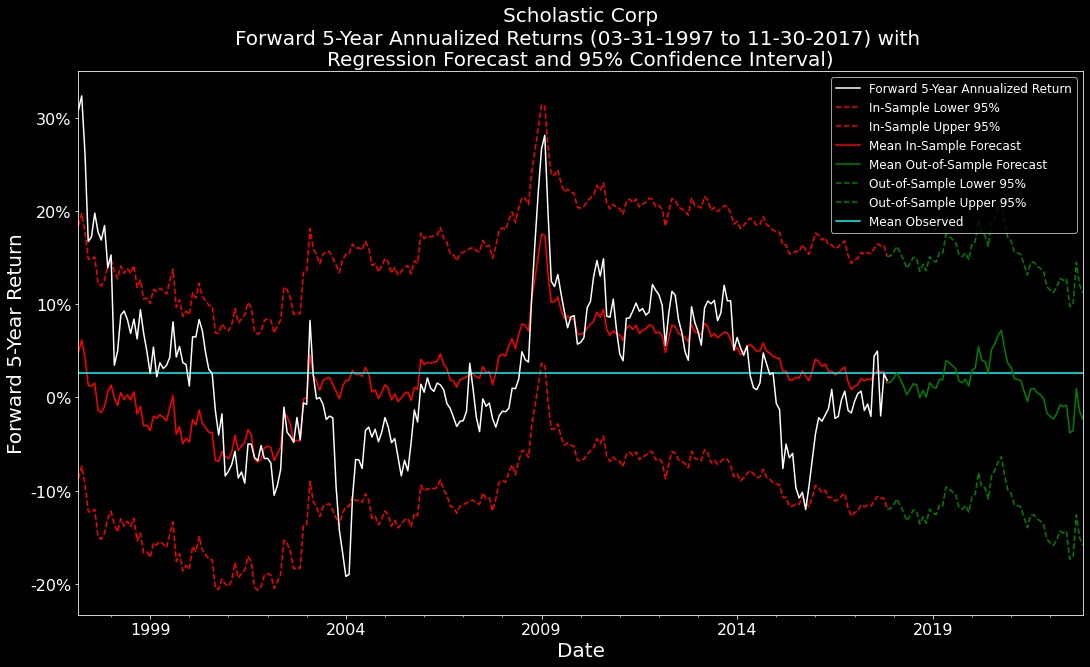 Scholastic Corp
Forward 5-Year Annualized Returns (03-31-1997 to 11-30-2017) with
Regression Forecast and 95% Confidence Interval)
Forward 5-Year Annualized Return
In-Sample Lower 95%
In-Sample Upper 95%
Mean In-Sample Forecast
Mean Out-of-Sample Forecast
Out-of-Sample Lower 95%
Out-of-Sample Upper 95%
Mean Observed
Forward 5-Year Return
30%
20%
10%
0%
-10%
-20%
1999
2004
2009
2014
2019
Date